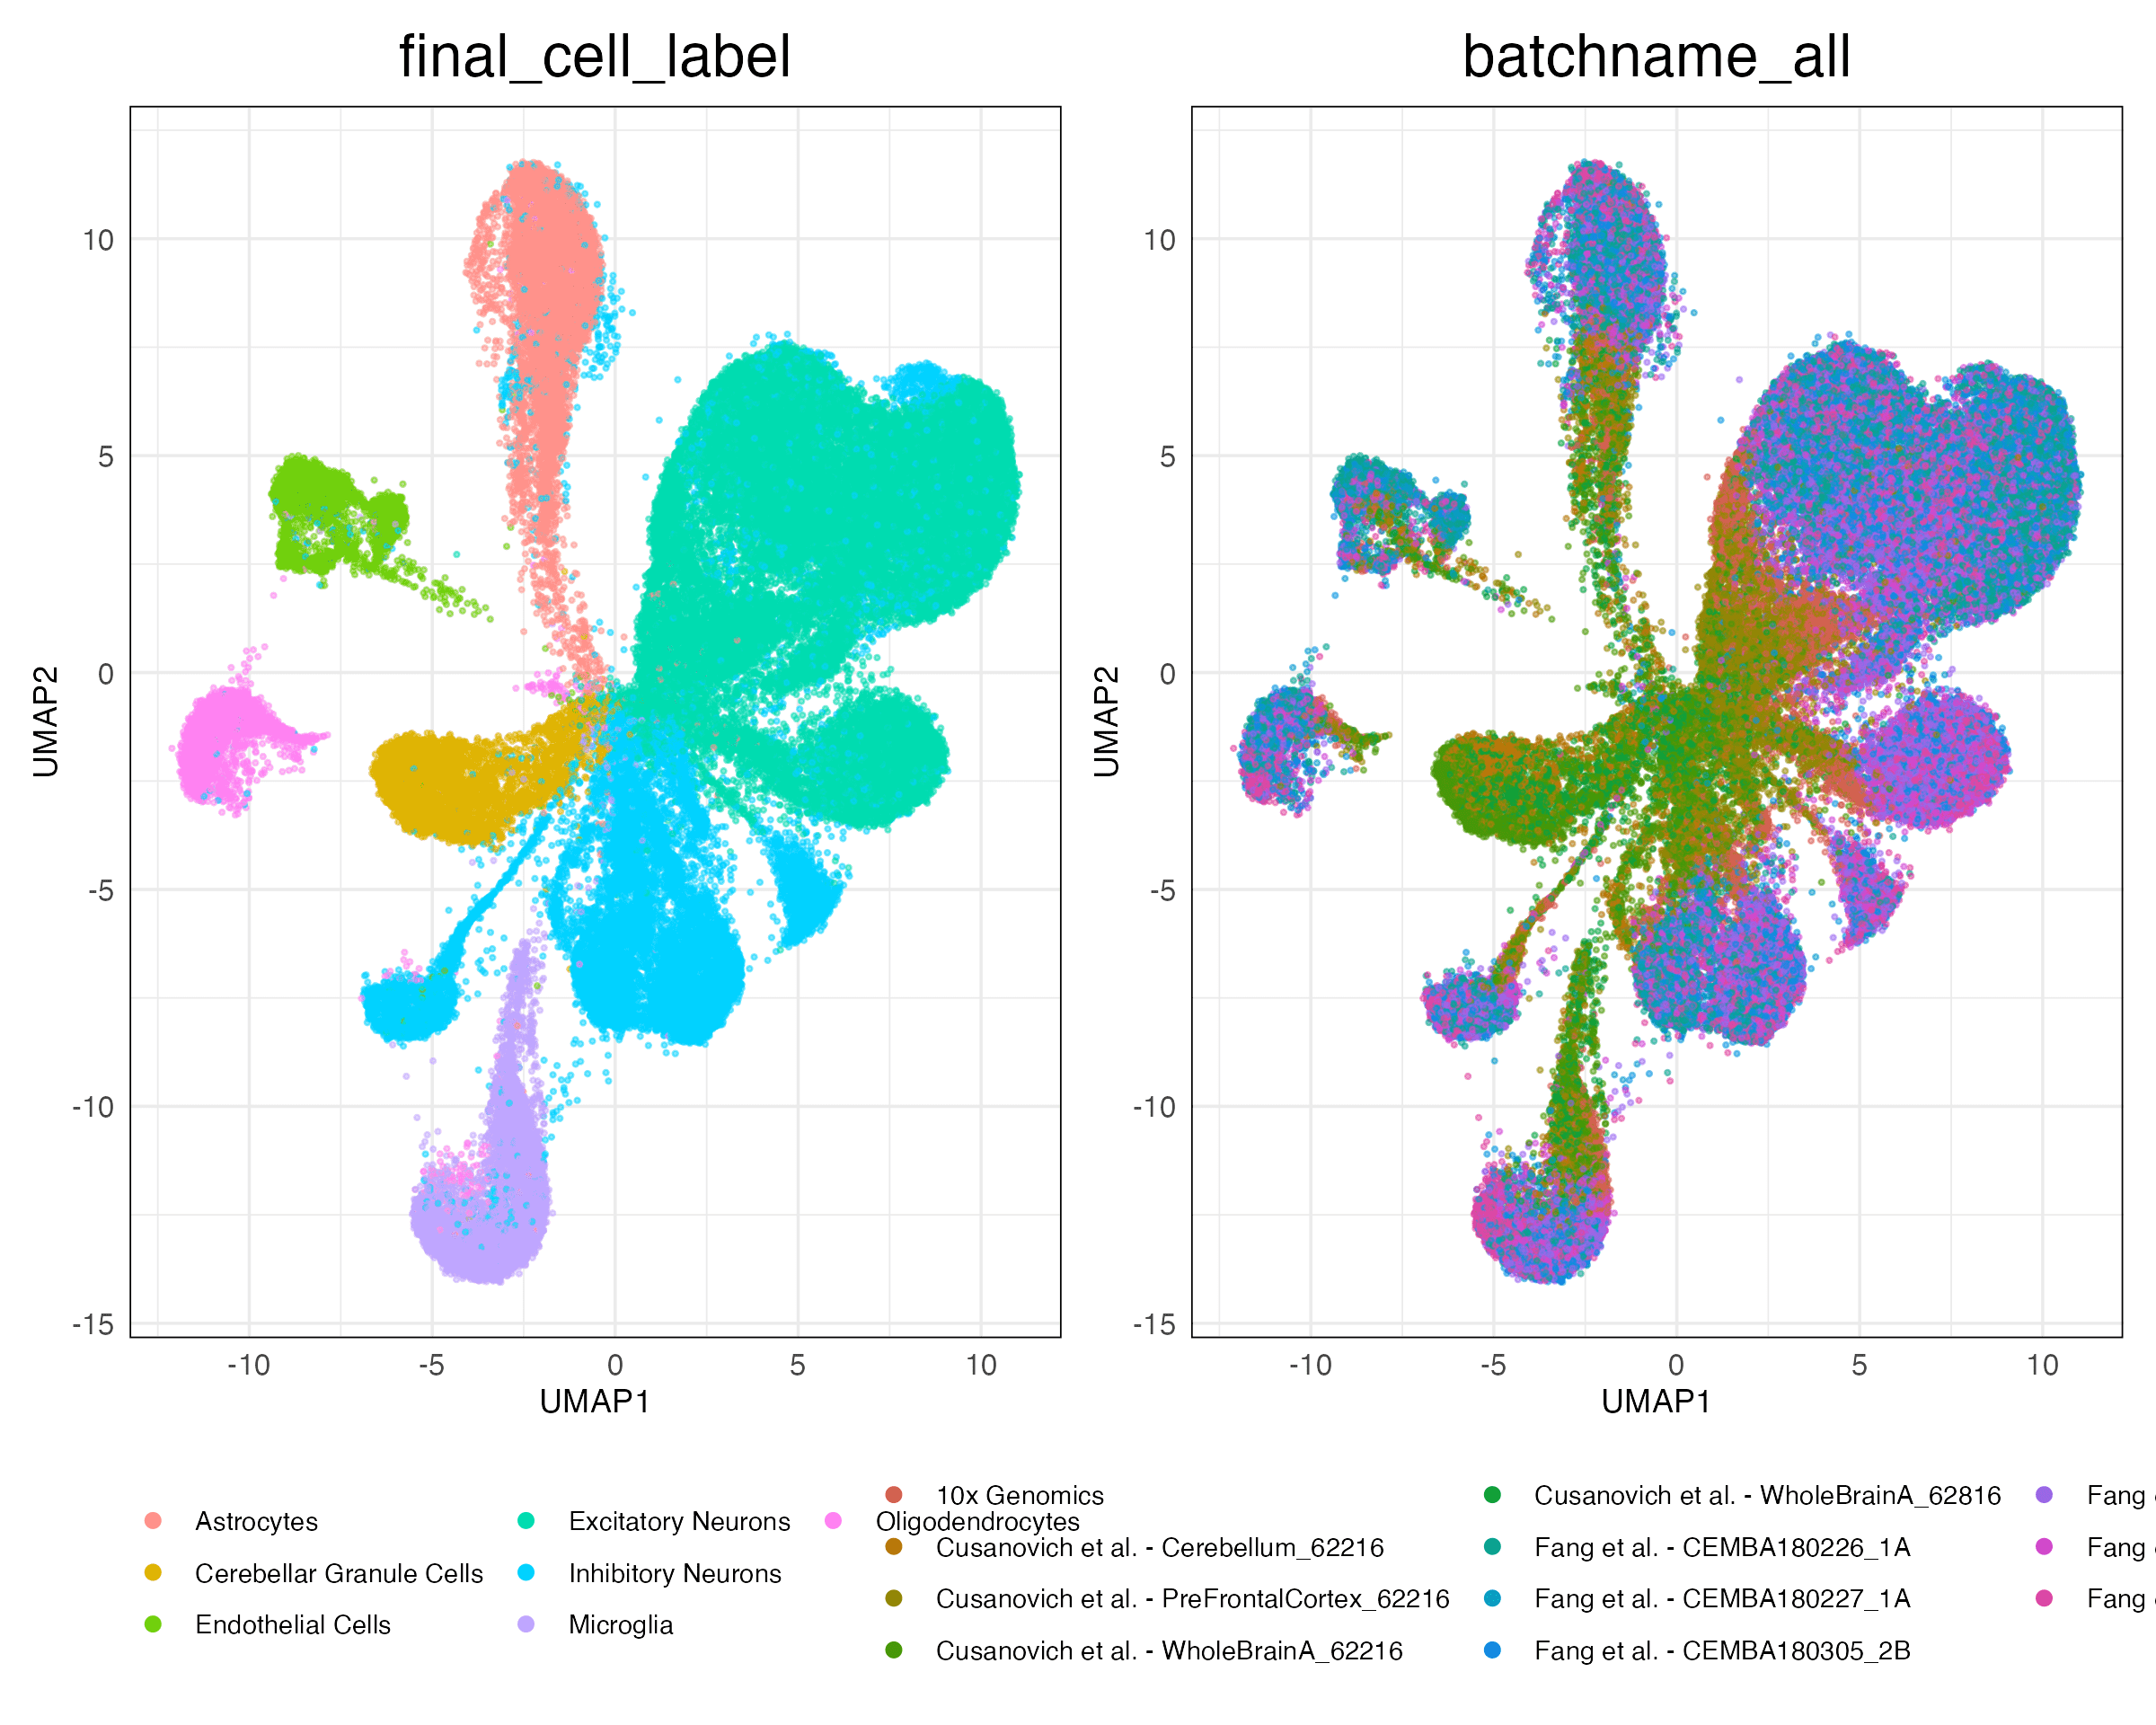 final_cell_label
batchname_all
UMAP2
10
5
0
-5
-10
-15
-10 -5 0 5 10
UMAP1
UMAP2
10
5
0
-5
-10
-15
-10 -5 0 5 10
UMAP1
Astrocytes
Cerebellar Granule Cells
Endothelial Cells
Excitatory Neurons
Inhibitory Neurons
Microglia
Oligodendrocytes
10x Genomics
Cusanovich et al. - Cerebellum_62216
Cusanovich et al. - PreFrontalCortex_62216
Cusanovich et al. - WholeBrainA_62216
Cusanovich et al. - WholeBrainA_62816
Fang et al. - CEMBA180226_1A
Fang et al. - CEMBA180227_1A
Fang et al. - CEMBA180305_2B
Fang
Fang
Fang